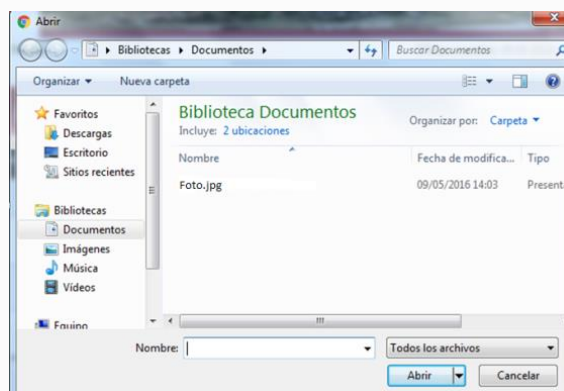 Abrir
Bibliotecas Documentos
Buscar Documentos
Organizar Nueva carpeta
Favoritos
Descargas
Escritorio
Sitios recientes
Bibliotecas
Documentos
Imágenes
Música
Vídeos
Equipo
Biblioteca Documentos
Incluye: 2 ubicaciones
Organizar por: Carpeta
Nombre Fecha de modifica... Tipo
Foto.jpg 09/05/2016 14:03 Present
Nombre: Todos los archivos
Abrir Cancelar